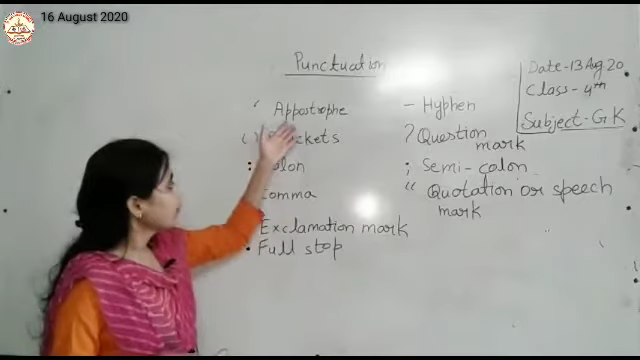 16 August 2020
Punctuation
Date-13 Aug 20
Class-4th
Subject-GK
' Appostrophe
( ) ckets
: olon
omma
Exclamation mark
. Full stop
- Hyphen
? Question
mark
; Semi-colon
“ Quotation or speech
mark